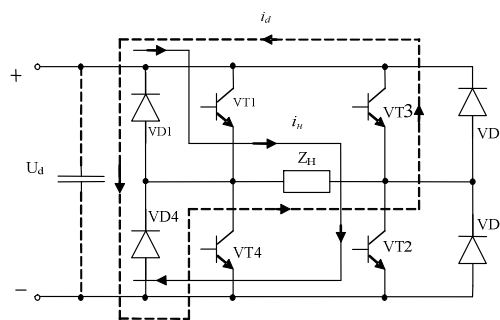 i_d
+
VT1
VT3
VD1
VD
i_н
Z_H
U_d
VD4
VT4
VT2
VD
−